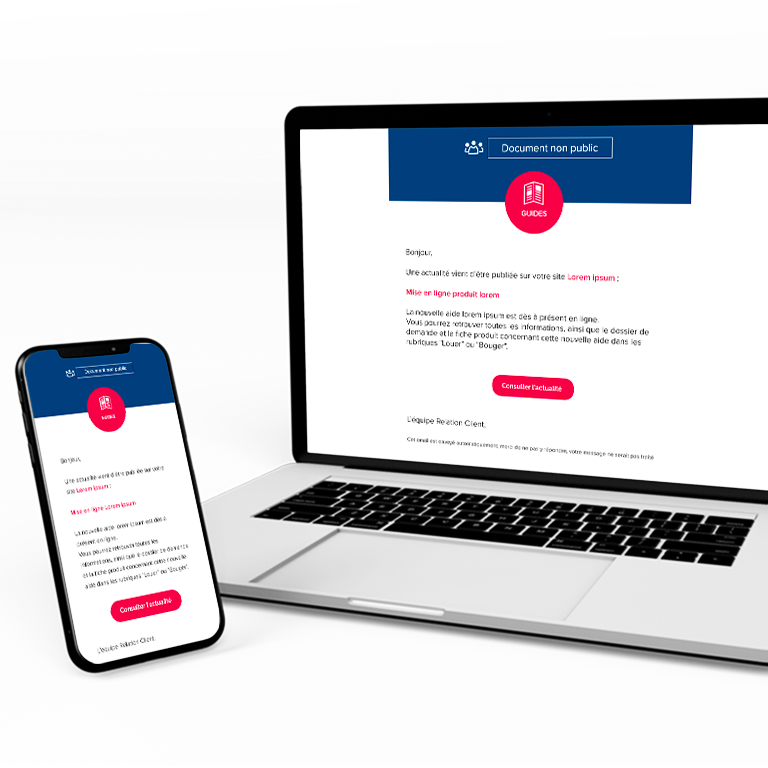 Document non public
GUIDES
Bonjour,
Une actualité vient d'être publiée sur votre site Lorem ipsum :
Mise en ligne produit lorem
La nouvelle aide lorem ipsum est dès à présent en ligne.
Vous pourrez retrouver toutes les informations, ainsi que le dossier de
demande et la fiche produit concernant cette nouvelle aide dans les
rubriques "Louer" ou "Bouger".
Consulter l'actualité
L'équipe Relation Client,
Cet email est envoyé automatiquement, merci de ne pas y répondre, votre message ne serait pas traité
Document non public
GUIDES
Bonjour,
Une actualité vient d'être publiée sur votre
site Lorem ipsum :
Mise en ligne Lorem ipsum
La nouvelle aide lorem ipsum est dès à
présent en ligne.
Vous pourrez retrouver toutes les
informations, ainsi que le dossier de demande
et la fiche produit concernant cette nouvelle
aide dans les rubriques "Louer" ou "Bouger".
Consulter l'actualité
L'équipe Relation Client,